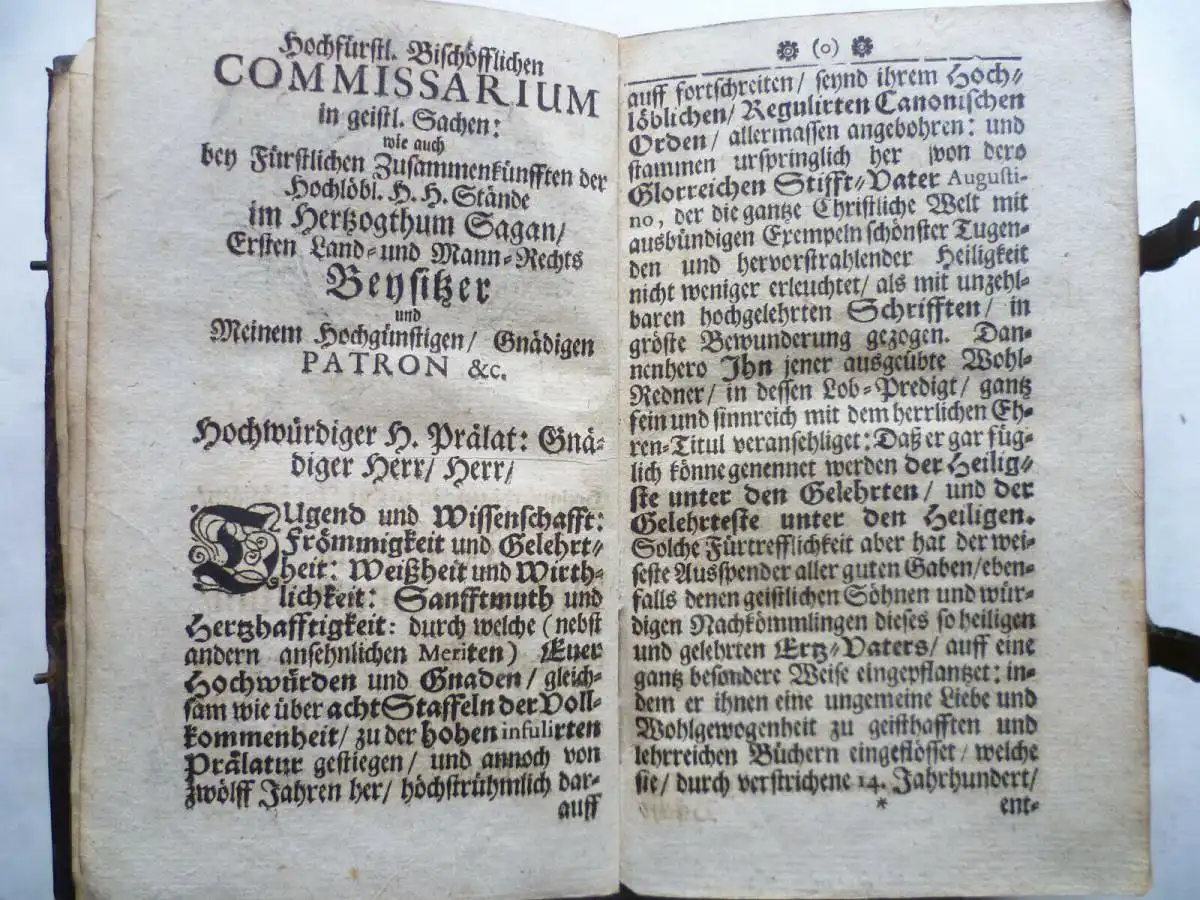 Hochfürstl. Bischöfflichen
COMMISSARIUM
in geistl. Sachen:
wie auch
bey Fürstlichen Zusammenkünfften der
Hochlöbl. H. H. Stände
im Hertzogthum Sagan/
Ersten Land- und Mann-Rechts
Beysitzer
und
Meinem Hochgünstigen/ Gnädigen
PATRON &c.
Hochwürdiger H. Prälat: Gnä-
diger Herr/ Herr/
TUgend und Wissenschafft:
Frömmigkeit und Gelehrt-
heit: Weißheit und Wirth-
lichkeit: Sanfftmuth und
Hertzhafftigkeit: durch welche (nebst
andern ansehnlichen Meriten) Euer
Hochwürden und Gnaden/ gleich-
sam wie über acht Staffeln der Voll-
kommenheit/ zu der hohen infulirten
Prälatur gestiegen/ und annoch von
zwölff Jahren her/ höchstrühmlich dar-
auff
(o)
auff fortschreiten/ seynd ihrem Hoch-
löblichen/ Regulirten Canonischen
Orden/ allermassen angebohren: und
stammen urspringlich her von dero
Glorreichen Stifft-Vater Augusti-
no, der die gantze Christliche Welt mit
ausbündigen Exempeln schönster Tugen-
den und hervorstrahlender Heiligkeit
nicht weniger erleuchtet/ als mit unzehl-
baren hochgelehrten Schrifften/ in
gröste Bewunderung gezogen. Dan-
nenhero Ihn jener ausgeübte Wohl-
Redner/ in dessen Lob-Predigt/ gantz
fein und sinnreich mit dem herrlichen Eh-
ren-Titul veransehliget: Daß er gar füg-
lich könne genennet werden der Heilig-
ste unter den Gelehrten/ und der
Gelehrteste unter den Heiligen.
Solche Fürtrefflichkeit aber hat der wei-
seste Ausspender aller guten Gaben/ eben-
falls denen geistlichen Söhnen und wür-
digen Nachkömmlingen dieses so heiligen
und gelehrten Ertz-Vaters/ auff eine
gantz besondere Weise eingepflantzet: in-
dem er ihnen eine ungemeine Liebe und
Wohlgewogenheit zu geisthafften und
lehrreichen Büchern eingeflösset/ welche
sie/ durch verstrichene 14. Jahrhundert/
* ent-